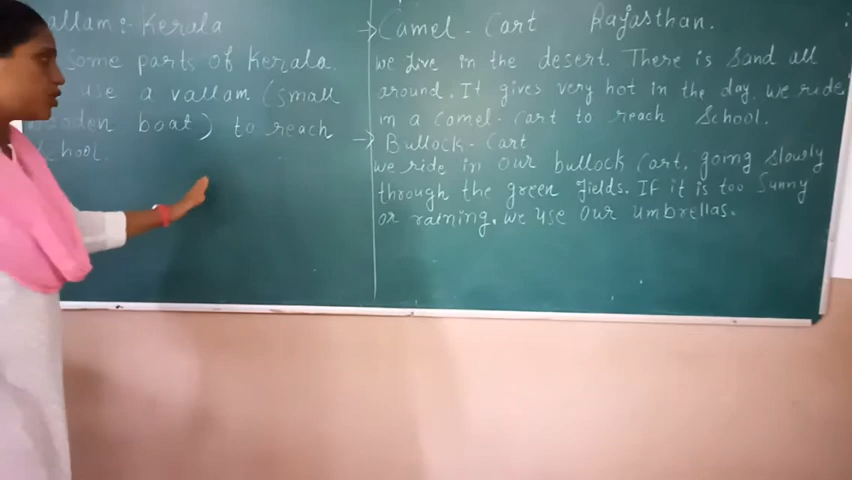 allam :- Kerala
Some parts of Kerala.
use a vallam (small
wooden boat) to reach
School.
→ Camel - Cart Rajasthan.
we live in the desert. There is sand all
around. It gives very hot in the day. we ride
in a camel - cart to reach School.
→ Bullock - Cart
we ride in our bullock cart, going slowly
through the green fields. If it is too Sunny
or raining. we use our umbrellas.